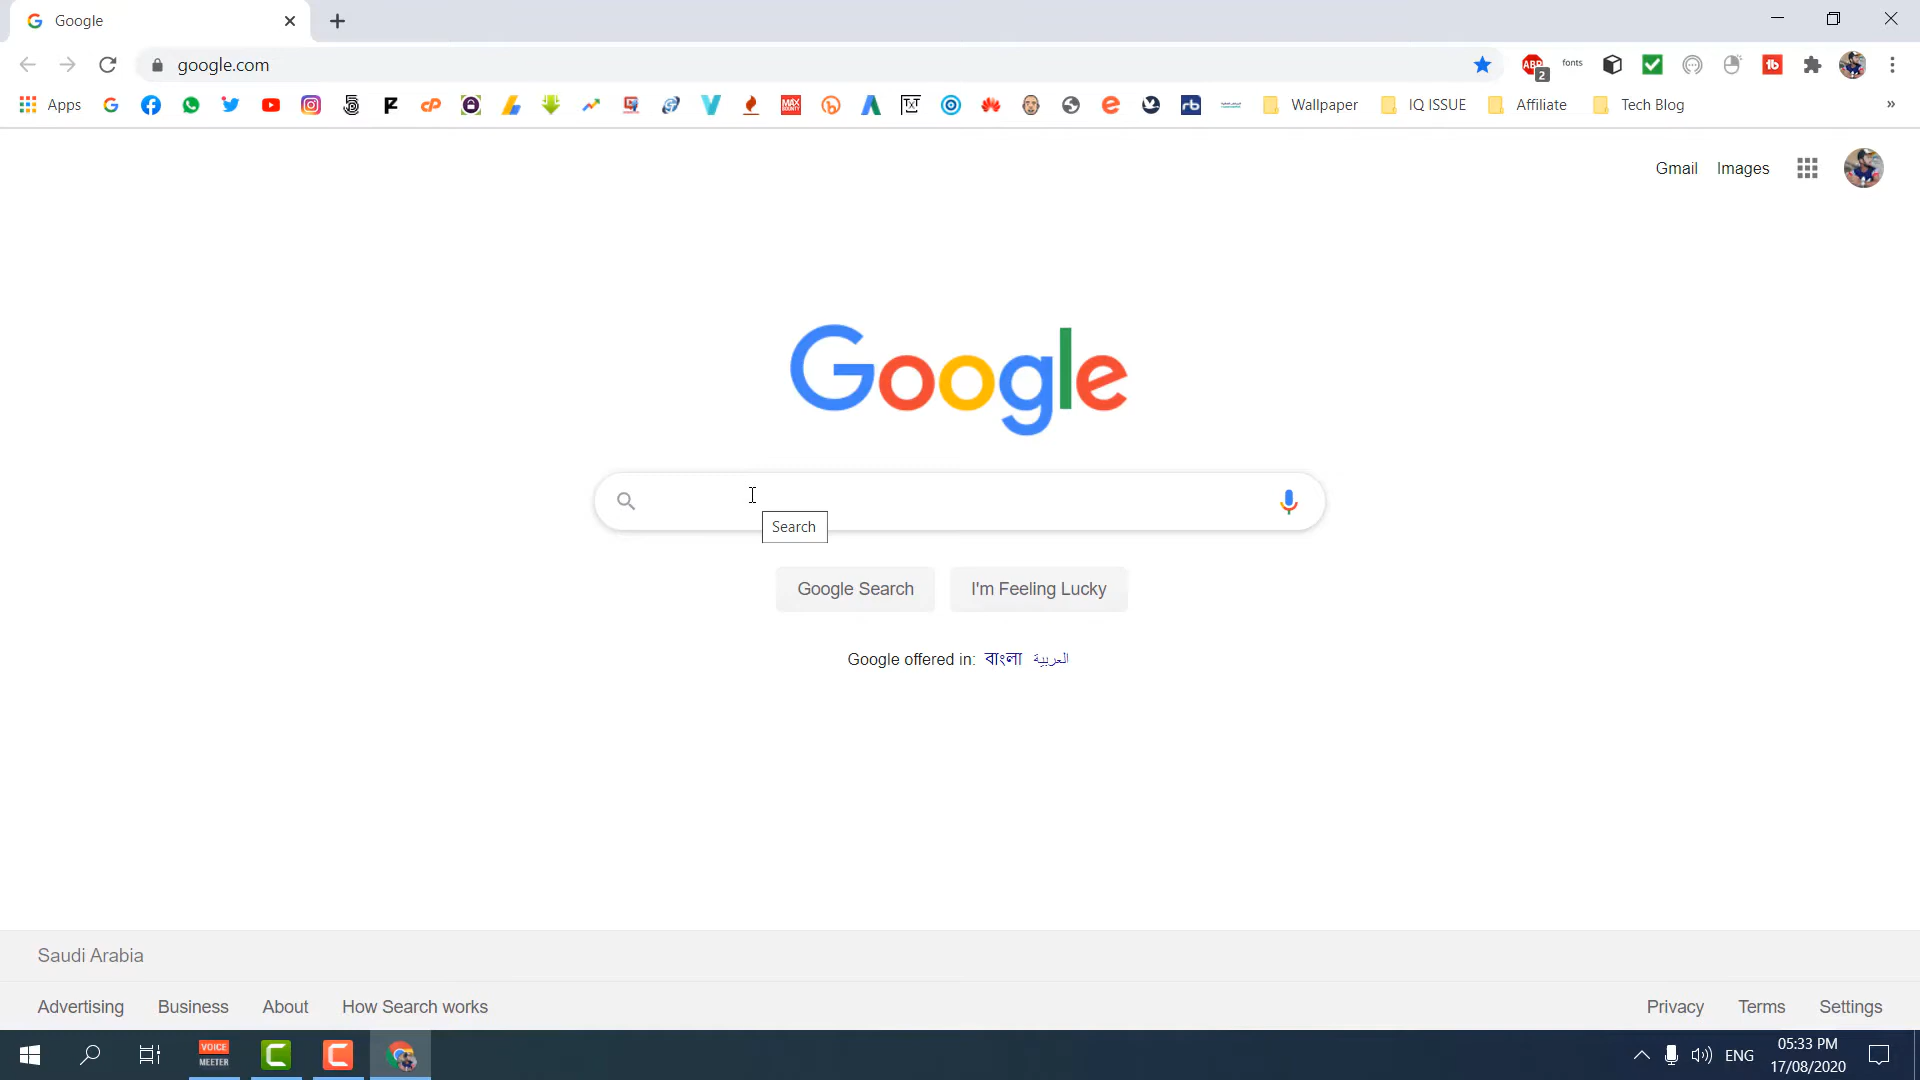 Google
google.com
ABP 2 fonts
Apps Wallpaper IQ ISSUE Affiliate Tech Blog
Gmail Images
Google
Search
Google Search I'm Feeling Lucky
Google offered in: বাংলা العربية
Saudi Arabia
Advertising Business About How Search works Privacy Terms Settings
VOICE
MEETER
ENG
05:33 PM
17/08/2020